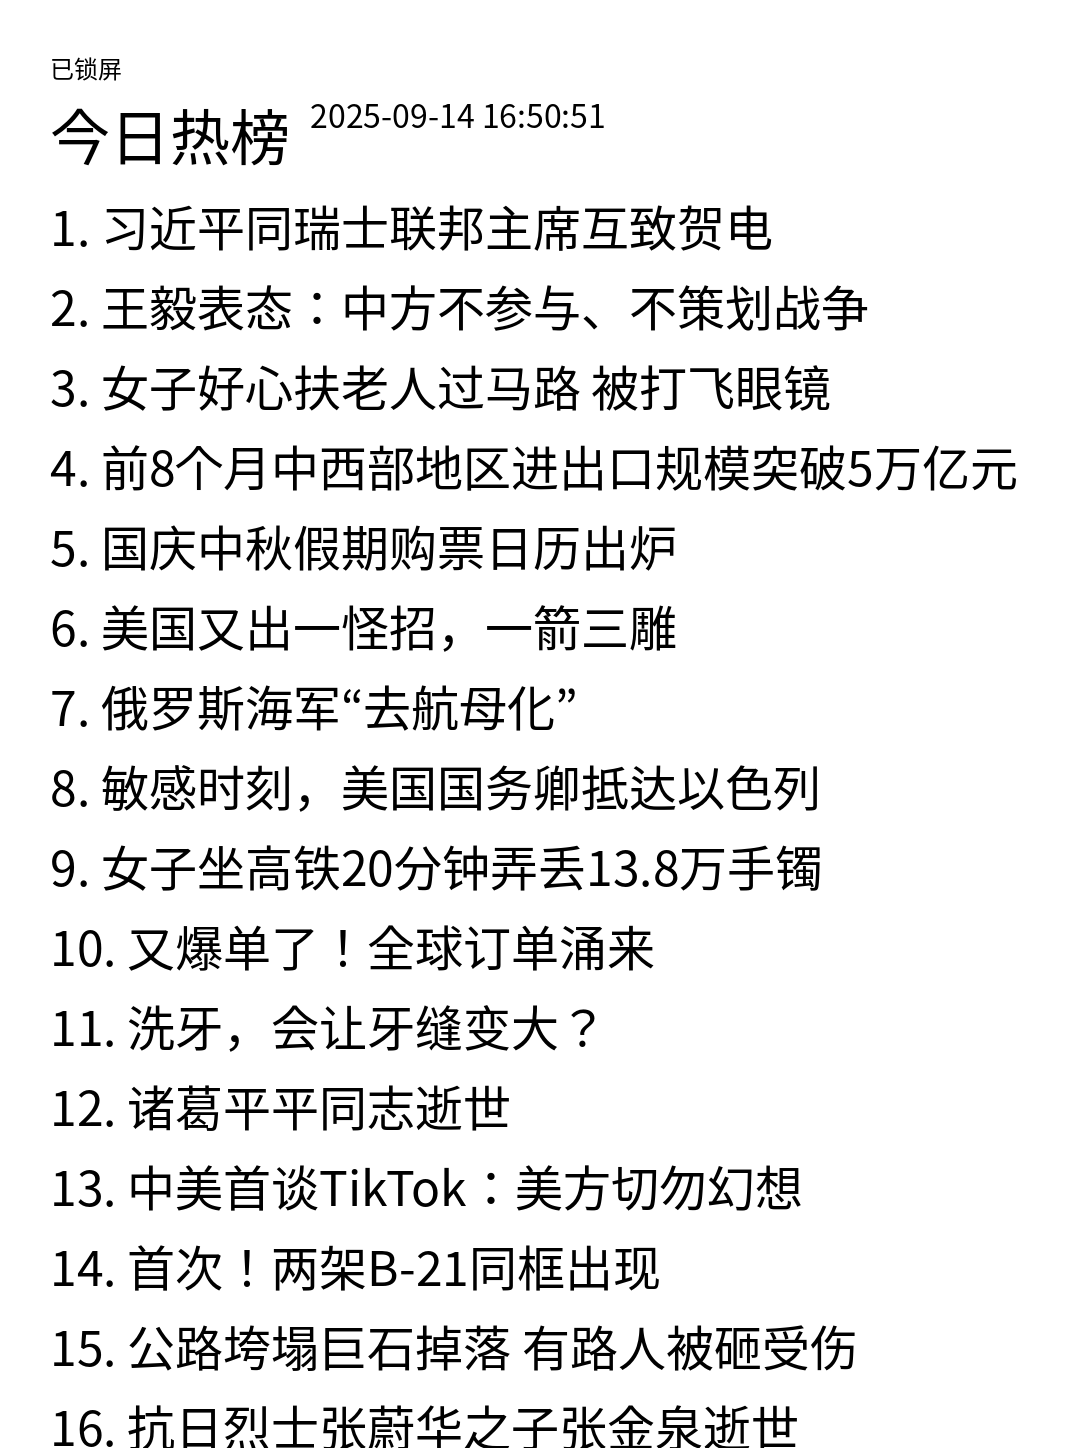 已锁屏
今日热榜 2025-09-14 16:50:51
1. 习近平同瑞士联邦主席互致贺电
2. 王毅表态：中方不参与、不策划战争
3. 女子好心扶老人过马路 被打飞眼镜
4. 前8个月中西部地区进出口规模突破5万亿元
5. 国庆中秋假期购票日历出炉
6. 美国又出一怪招，一箭三雕
7. 俄罗斯海军“去航母化”
8. 敏感时刻，美国国务卿抵达以色列
9. 女子坐高铁20分钟弄丢13.8万手镯
10. 又爆单了！全球订单涌来
11. 洗牙，会让牙缝变大？
12. 诸葛平平同志逝世
13. 中美首谈TikTok：美方切勿幻想
14. 首次！两架B-21同框出现
15. 公路垮塌巨石掉落 有路人被砸受伤
16. 抗日烈士张蔚华之子张金泉逝世